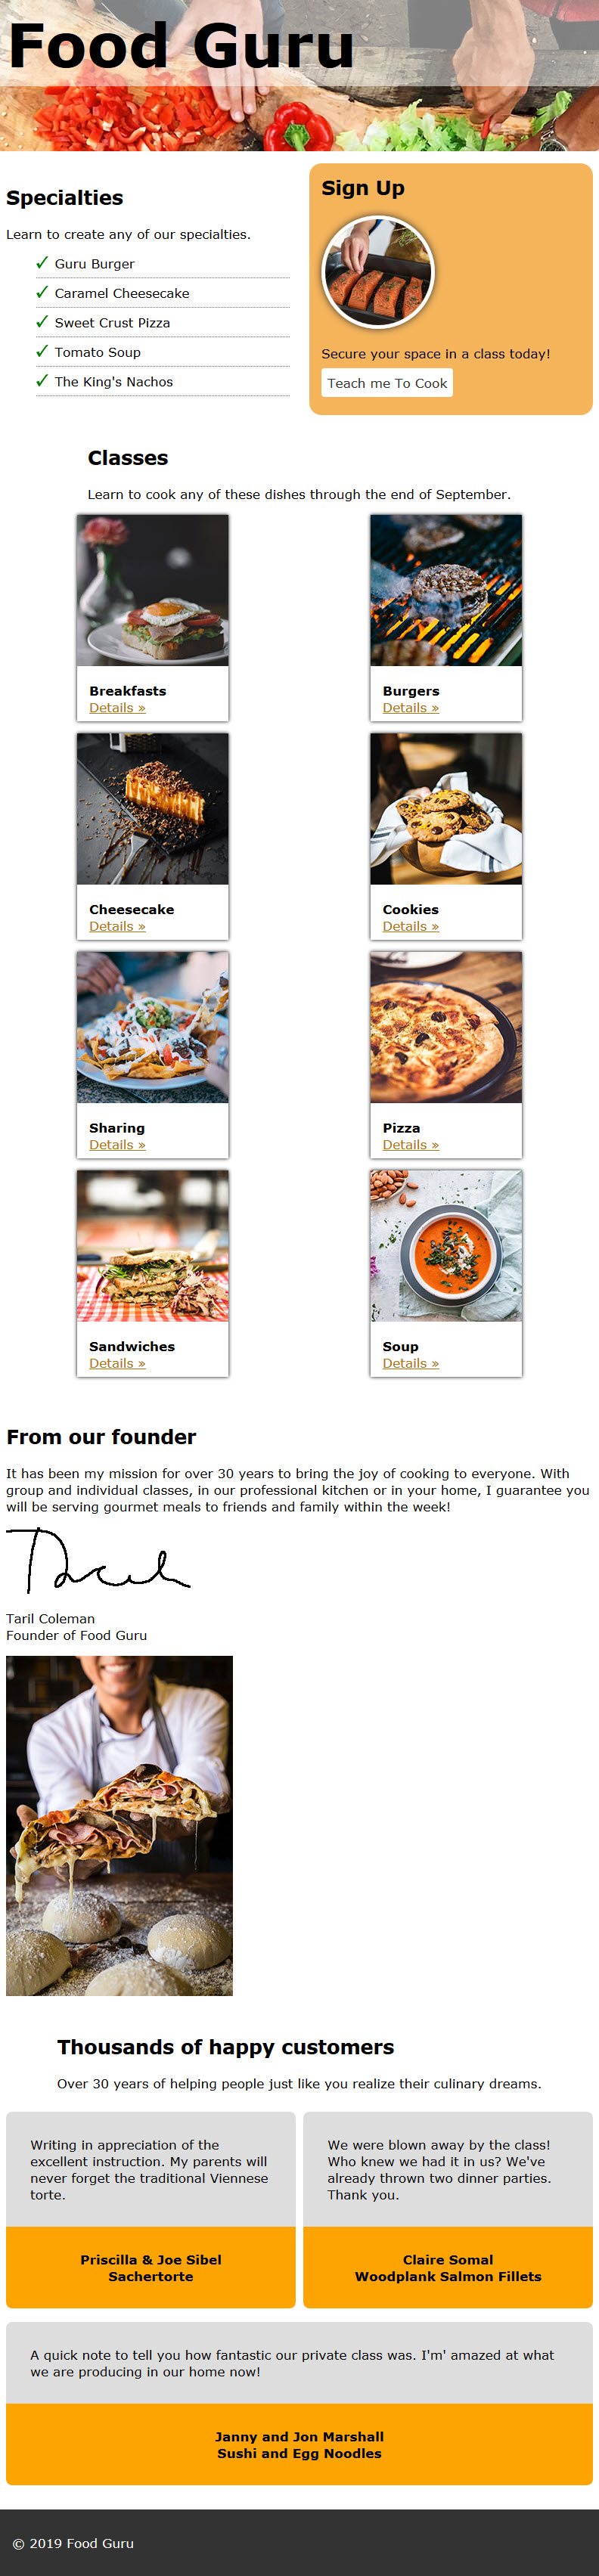 Food Guru
Specialties
Learn to create any of our specialties.
✓ Guru Burger
✓ Caramel Cheesecake
✓ Sweet Crust Pizza
✓ Tomato Soup
✓ The King's Nachos
Sign Up
Secure your space in a class today!
Teach me To Cook
Classes
Learn to cook any of these dishes through the end of September.
Breakfasts
Details »
Burgers
Details »
Cheesecake
Details »
Cookies
Details »
Sharing
Details »
Pizza
Details »
Sandwiches
Details »
Soup
Details »
From our founder
It has been my mission for over 30 years to bring the joy of cooking to everyone. With
group and individual classes, in our professional kitchen or in your home, I guarantee you
will be serving gourmet meals to friends and family within the week!
Taril
Taril Coleman
Founder of Food Guru
Thousands of happy customers
Over 30 years of helping people just like you realize their culinary dreams.
Writing in appreciation of the
excellent instruction. My parents will
never forget the traditional Viennese
torte.
Priscilla & Joe Sibel
Sachertorte
We were blown away by the class!
Who knew we had it in us? We've
already thrown two dinner parties.
Thank you.
Claire Somal
Woodplank Salmon Fillets
A quick note to tell you how fantastic our private class was. I'm' amazed at what
we are producing in our home now!
Janny and Jon Marshall
Sushi and Egg Noodles
© 2019 Food Guru